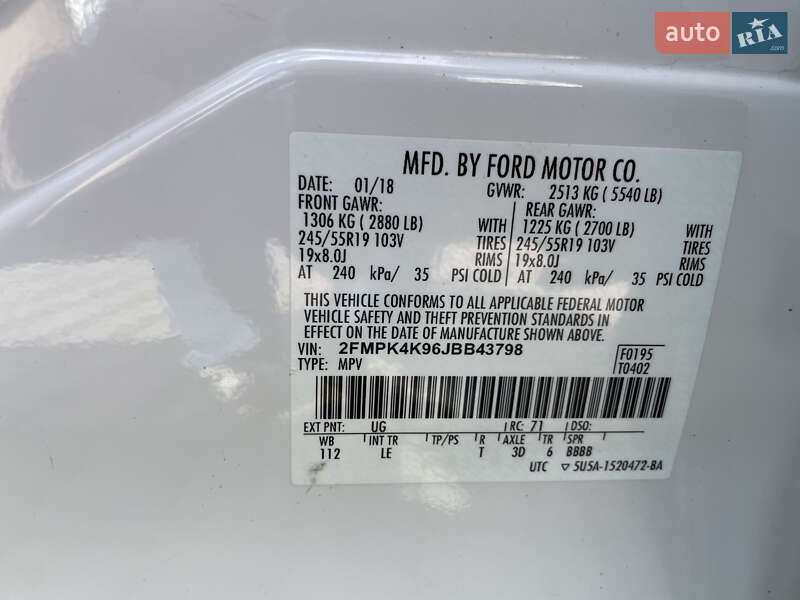 auto RIA.com
MFD. BY FORD MOTOR CO.
DATE: 01/18 GVWR: 2513 KG ( 5540 LB)
FRONT GAWR: REAR GAWR:
1306 KG ( 2880 LB) WITH 1225 KG ( 2700 LB) WITH
245/55R19 103V TIRES 245/55R19 103V TIRES
19x8.0J RIMS 19x8.0J RIMS
AT 240 kPa/ 35 PSI COLD AT 240 kPa/ 35 PSI COLD
THIS VEHICLE CONFORMS TO ALL APPLICABLE FEDERAL MOTOR
VEHICLE SAFETY AND THEFT PREVENTION STANDARDS IN
EFFECT ON THE DATE OF MANUFACTURE SHOWN ABOVE.
VIN: 2FMPK4K96JBB43798 F0195
TYPE: MPV T0402
EXT PNT: UG RC: 71 DSO:
WB INT TR TP/PS R AXLE TR SPR
112 LE T 3D 6 BBBB
UTC ▽ 5U5A-1520472-BA